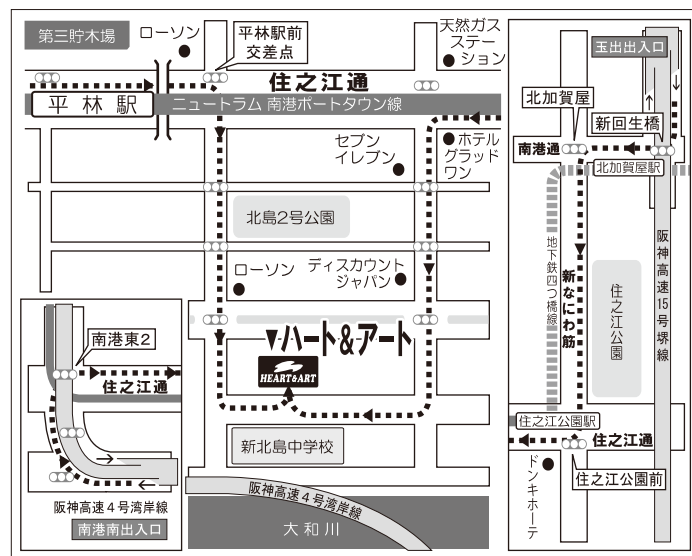 第三貯木場
ローソン
平林駅前
交差点
天然ガス
ステー
ション
住之江通
平林駅
ニュートラム 南港ポートタウン線
セブン
イレブン
ホテル
グラッド
ワン
北島2号公園
ローソン
ディスカウント
ジャパン
▼ハート&アート
HEART&ART
新北島中学校
阪神高速4号湾岸線
大和川
南港東2
住之江通
阪神高速4号湾岸線
南港南出入口
玉出出入口
北加賀屋
新回生橋
南港通
北加賀屋駅
地下鉄四つ橋線
新なにわ筋
住之江公園
阪神高速15号堺線
住之江公園駅
住之江通
住之江公園前
ドンキホーテ